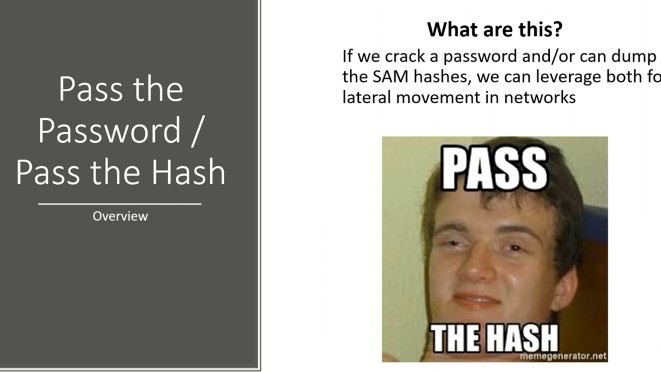 Pass the
Password /
Pass the Hash
Overview
What are this?
If we crack a password and/or can dump
the SAM hashes, we can leverage both fo
lateral movement in networks
PASS
THE HASH
memegenerator.net